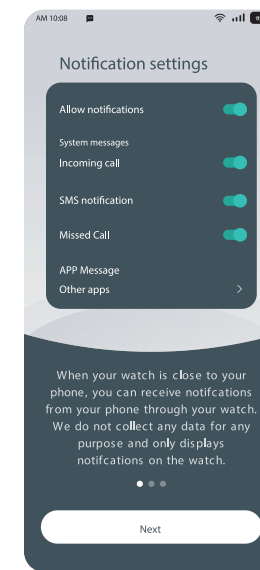 AM 10:08
Notification settings
Allow notifications
System messages
Incoming call
SMS notification
Missed Call
APP Message
Other apps
When your watch is close to your
phone, you can receive notifcations
from your phone through your watch.
We do not collect any data for any
purpose and only displays
notifcations on the watch.
Next